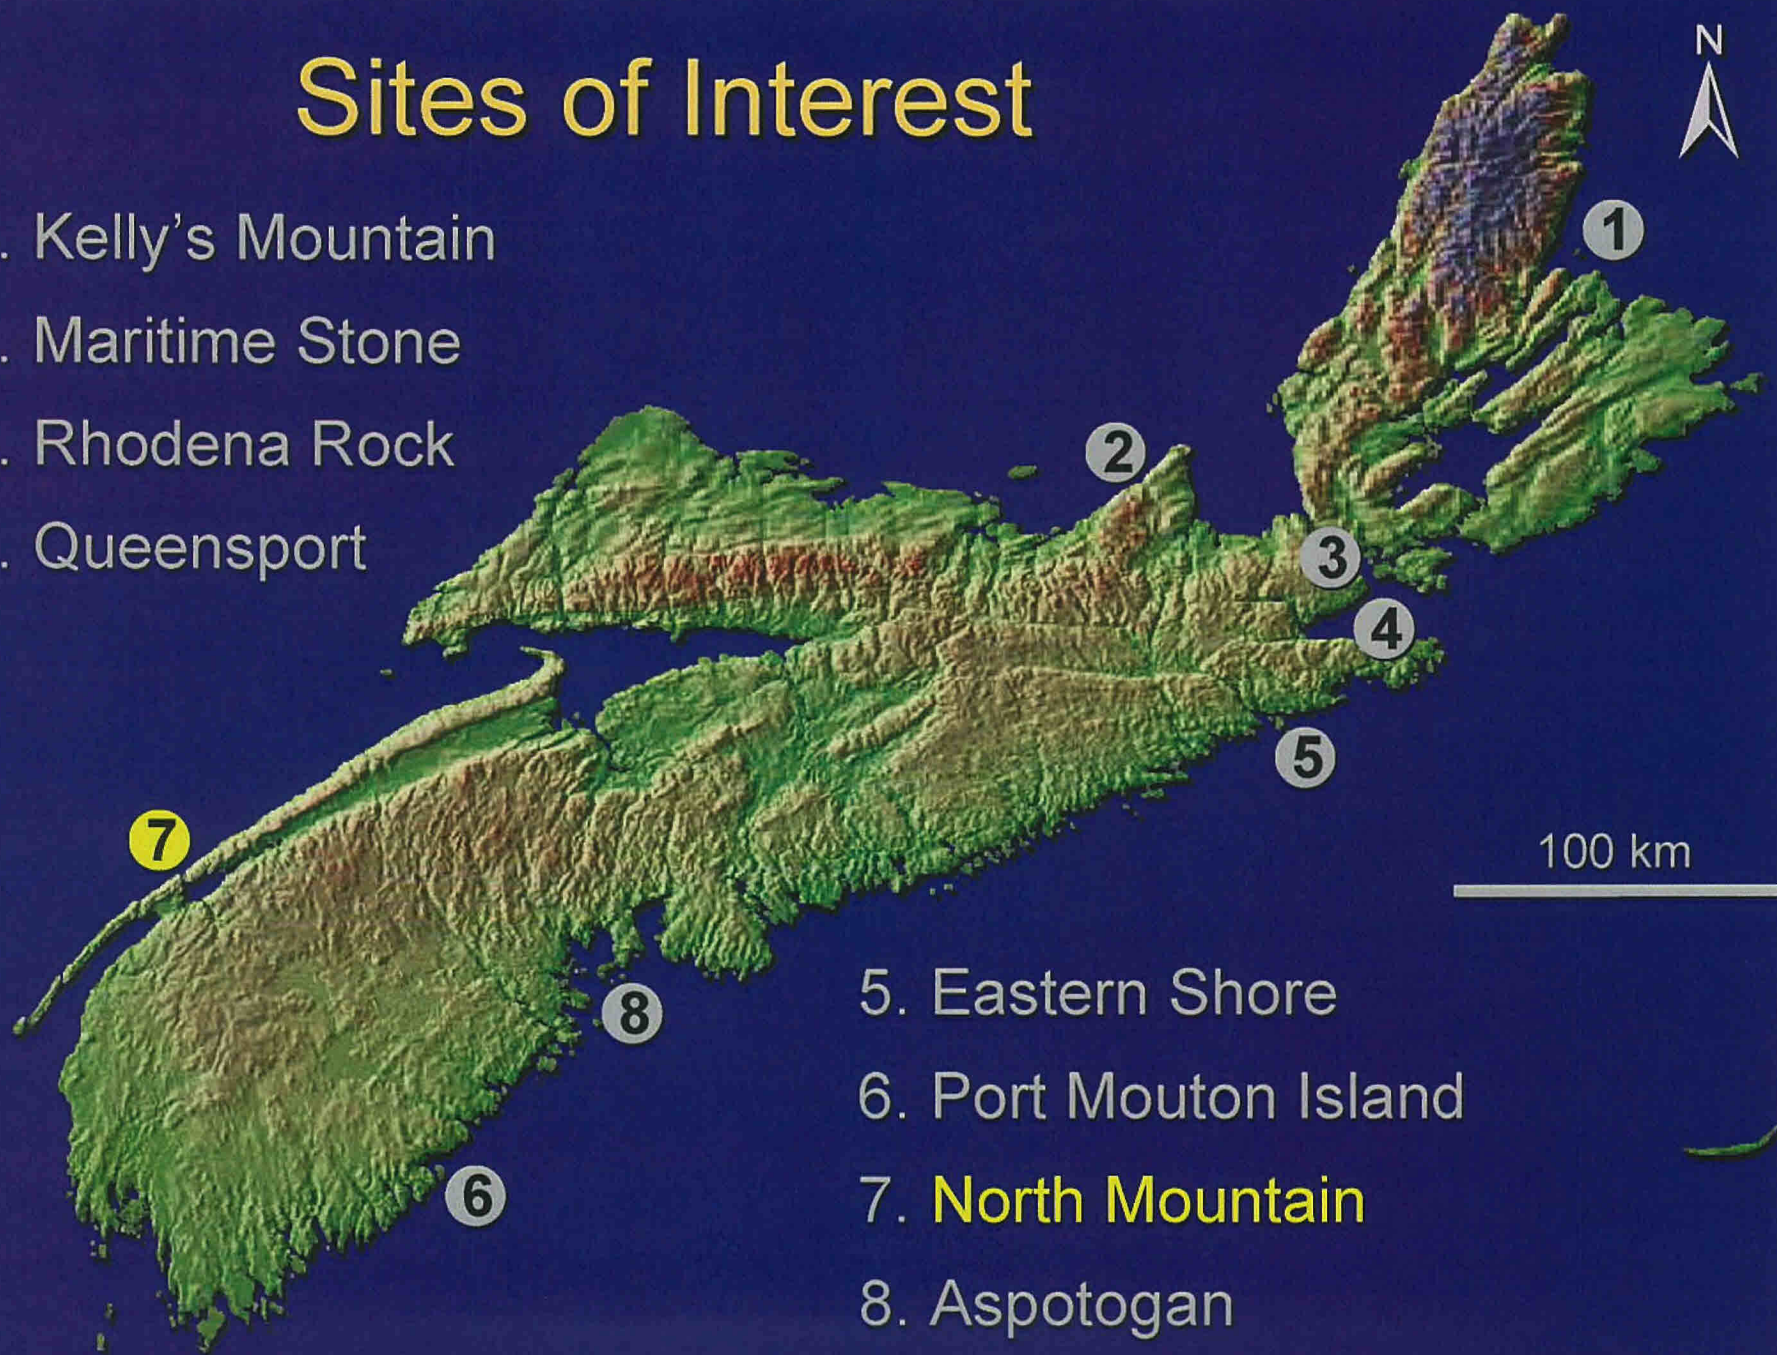 Sites of Interest
N
. Kelly's Mountain
. Maritime Stone
. Rhodena Rock
. Queensport
1
2
3
4
5
7
100 km
8
6
5. Eastern Shore
6. Port Mouton Island
7. North Mountain
8. Aspotogan